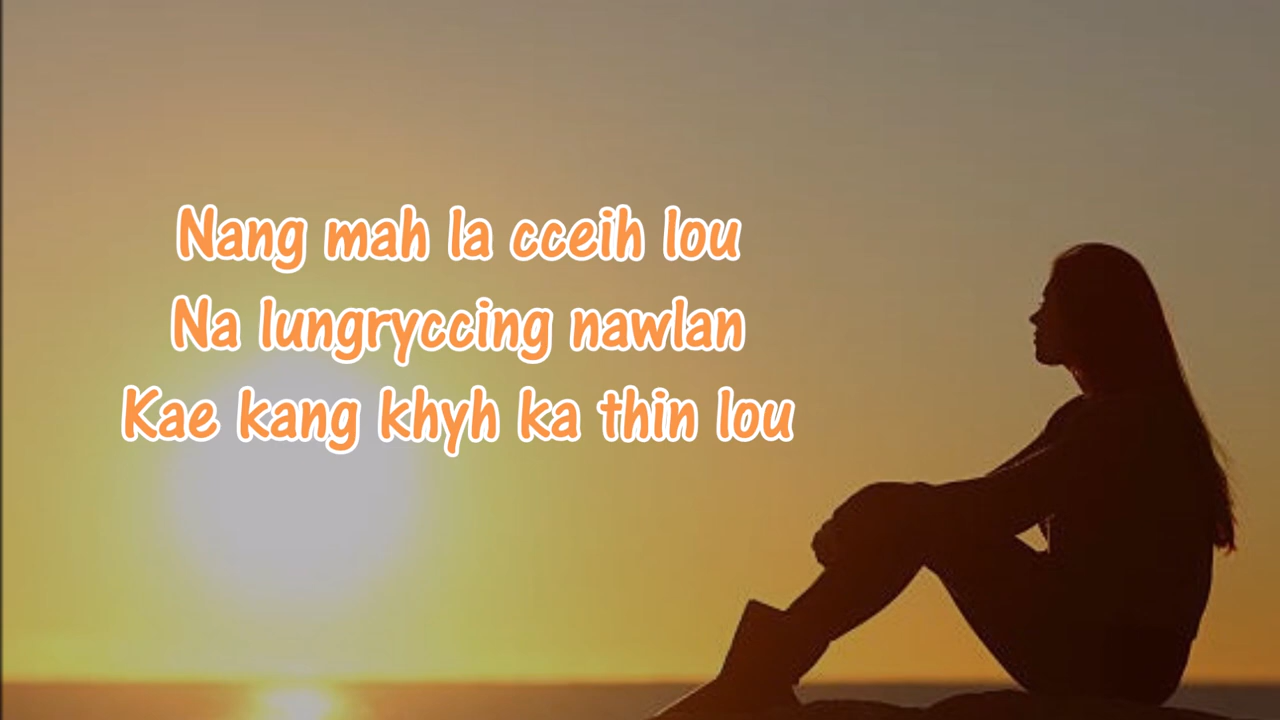 Nang mah la cceih lou
Na lungryccing nawlan
Kae kang khyh ka thin lou